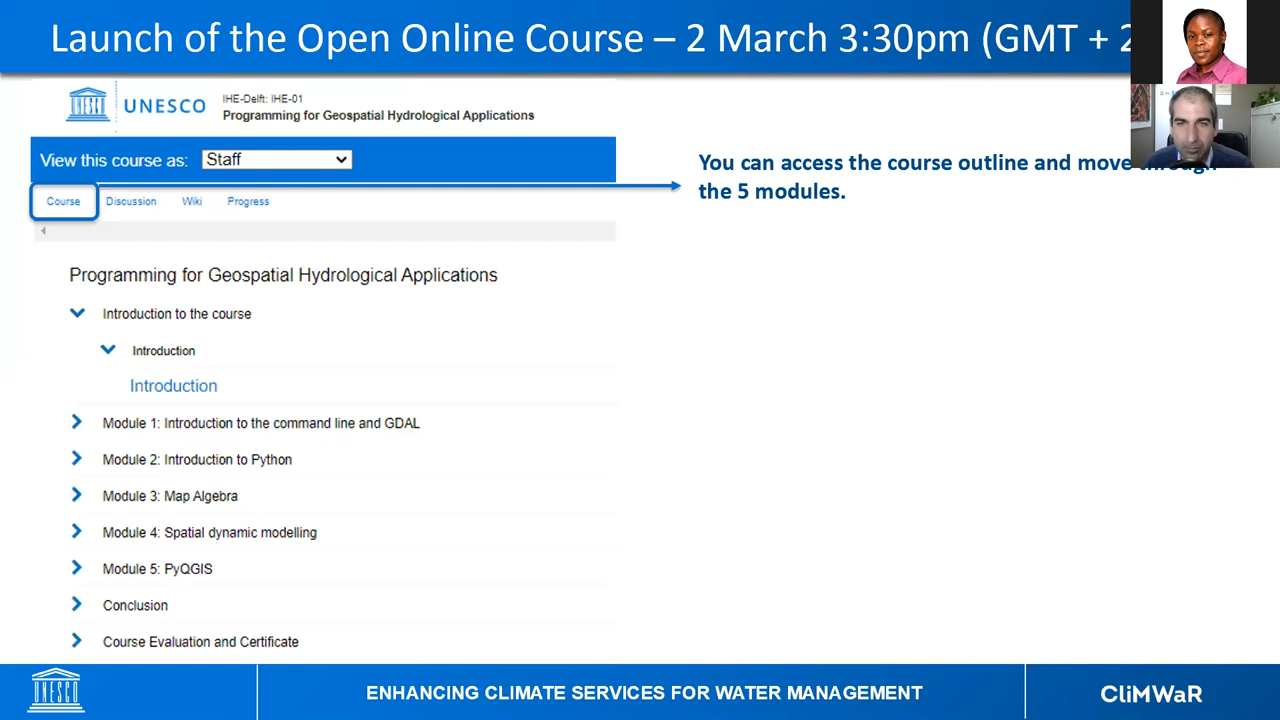 Launch of the Open Online Course – 2 March 3:30pm (GMT + 2
UNESCO
IHE-Delft: IHE-01
Programming for Geospatial Hydrological Applications
View this course as: Staff
Course Discussion Wiki Progress
You can access the course outline and move through
the 5 modules.
Programming for Geospatial Hydrological Applications
Introduction to the course
Introduction
Introduction
Module 1: Introduction to the command line and GDAL
Module 2: Introduction to Python
Module 3: Map Algebra
Module 4: Spatial dynamic modelling
Module 5: PyQGIS
Conclusion
Course Evaluation and Certificate
UNESCO
ENHANCING CLIMATE SERVICES FOR WATER MANAGEMENT
CliMWaR